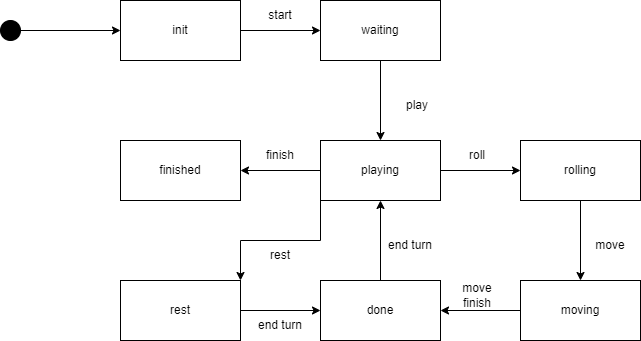 start
init
waiting
play
finish
roll
finished
playing
rolling
end turn
move
rest
move
finish
rest
done
moving
end turn